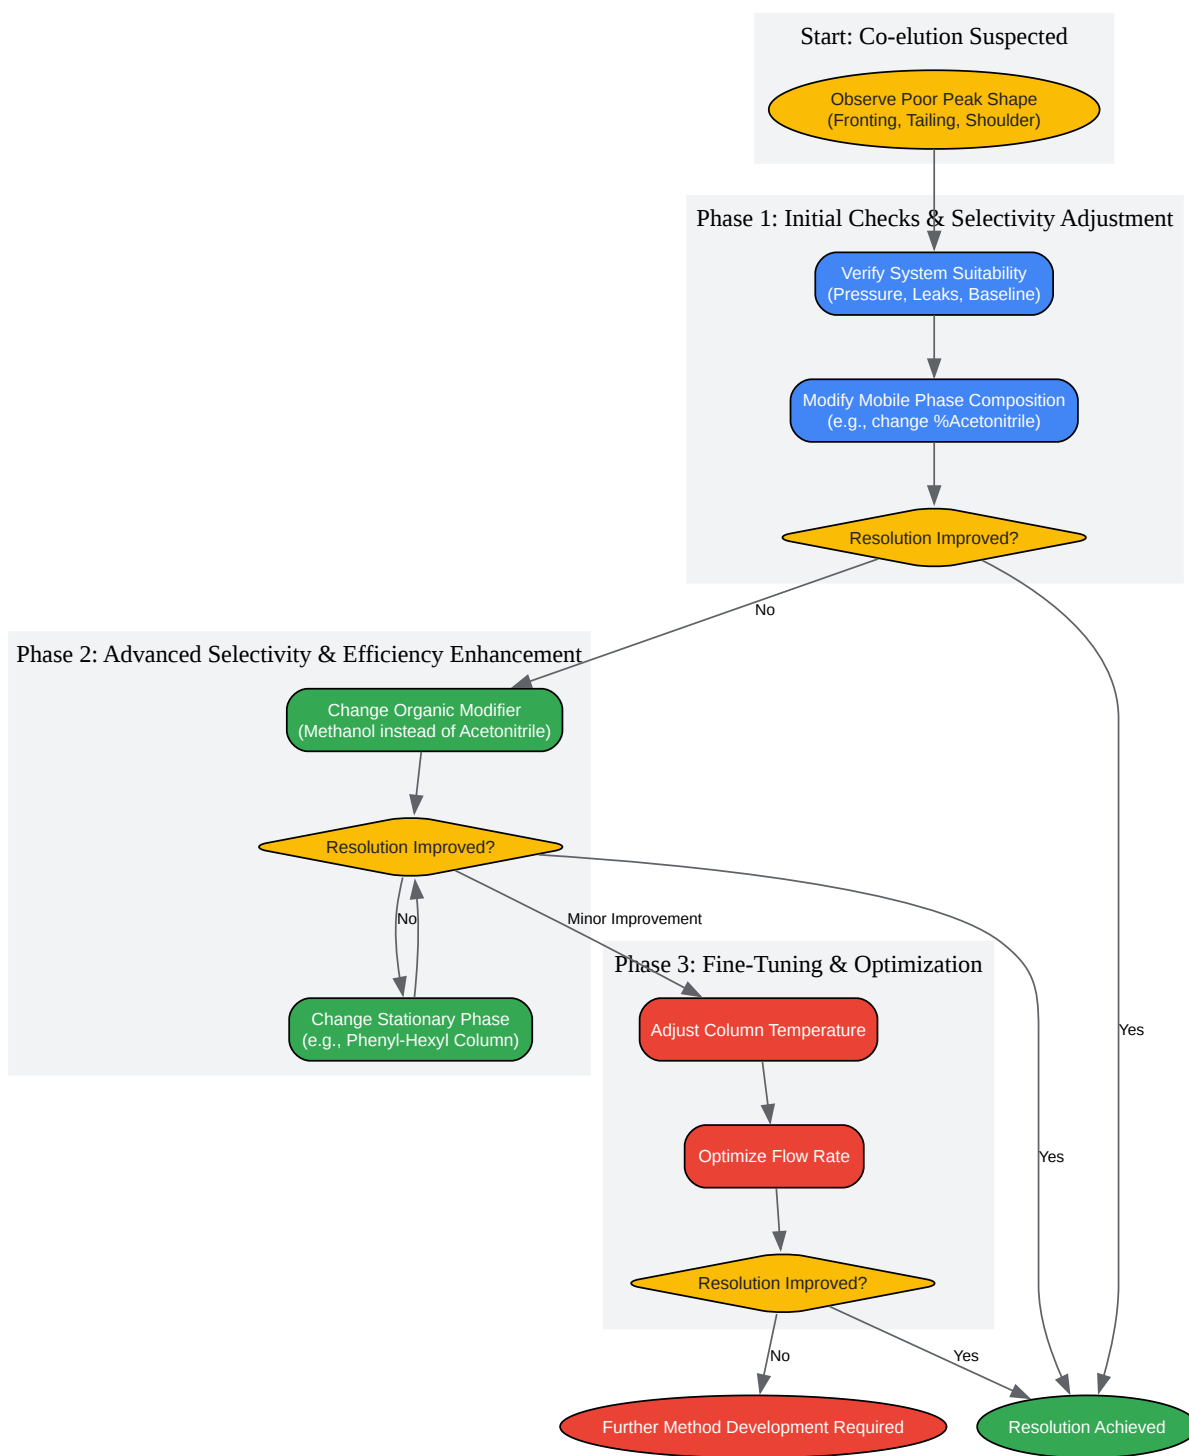 Start: Co-elution Suspected
Observe Poor Peak Shape
(Fronting, Tailing, Shoulder)
Phase 1: Initial Checks & Selectivity Adjustment
Verify System Suitability
(Pressure, Leaks, Baseline)
Modify Mobile Phase Composition
(e.g., change %Acetonitrile)
Resolution Improved?
No
Phase 2: Advanced Selectivity & Efficiency Enhancement
Change Organic Modifier
(Methanol instead of Acetonitrile)
Resolution Improved?
No
Minor Improvement
Phase 3: Fine-Tuning & Optimization
Change Stationary Phase
(e.g., Phenyl-Hexyl Column)
Adjust Column Temperature
Yes
Optimize Flow Rate
Yes
Resolution Improved?
No
Yes
Further Method Development Required
Resolution Achieved